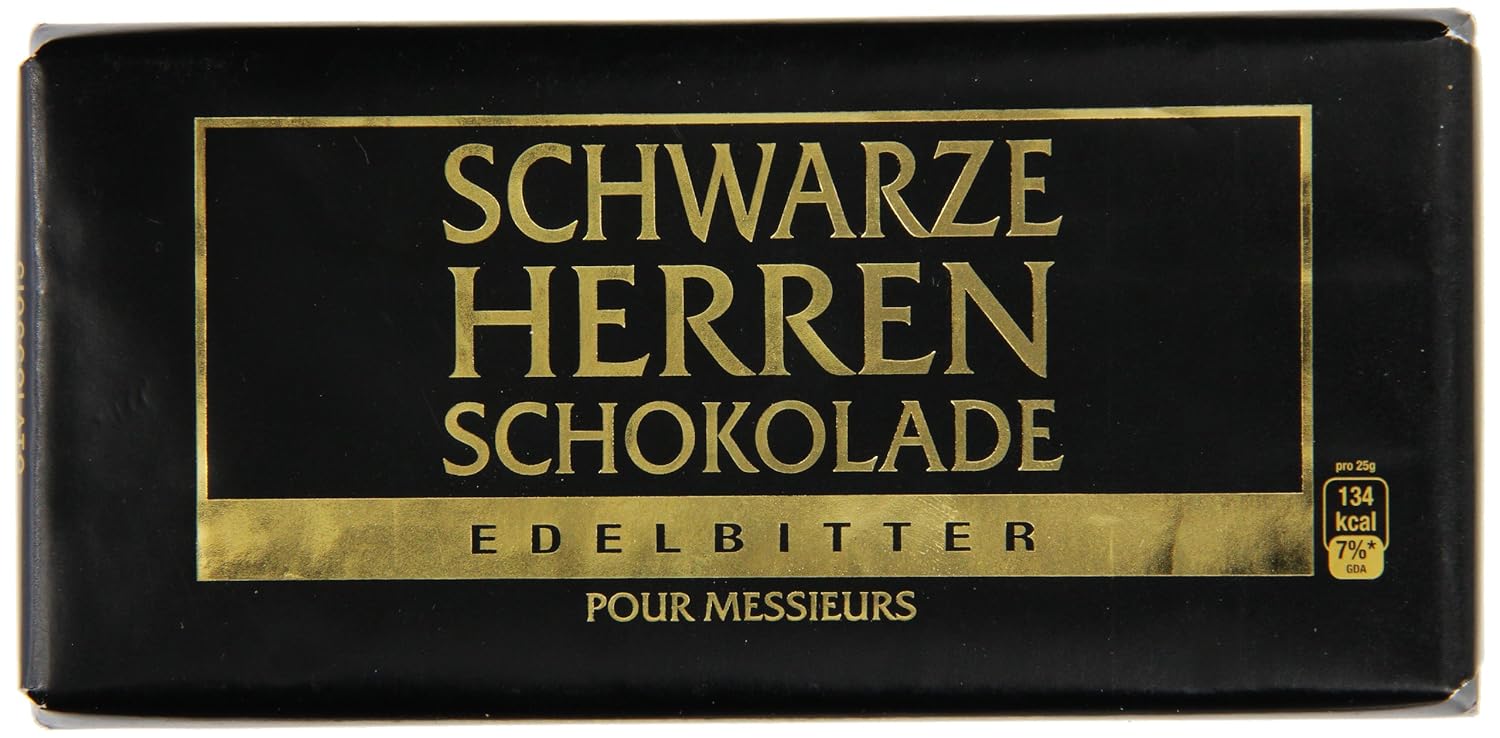 SCHWARZE
HERREN
SCHOKOLADE
EDELBITTER
POUR MESSIEURS
pro 25g
134
kcal
7%*
GDA